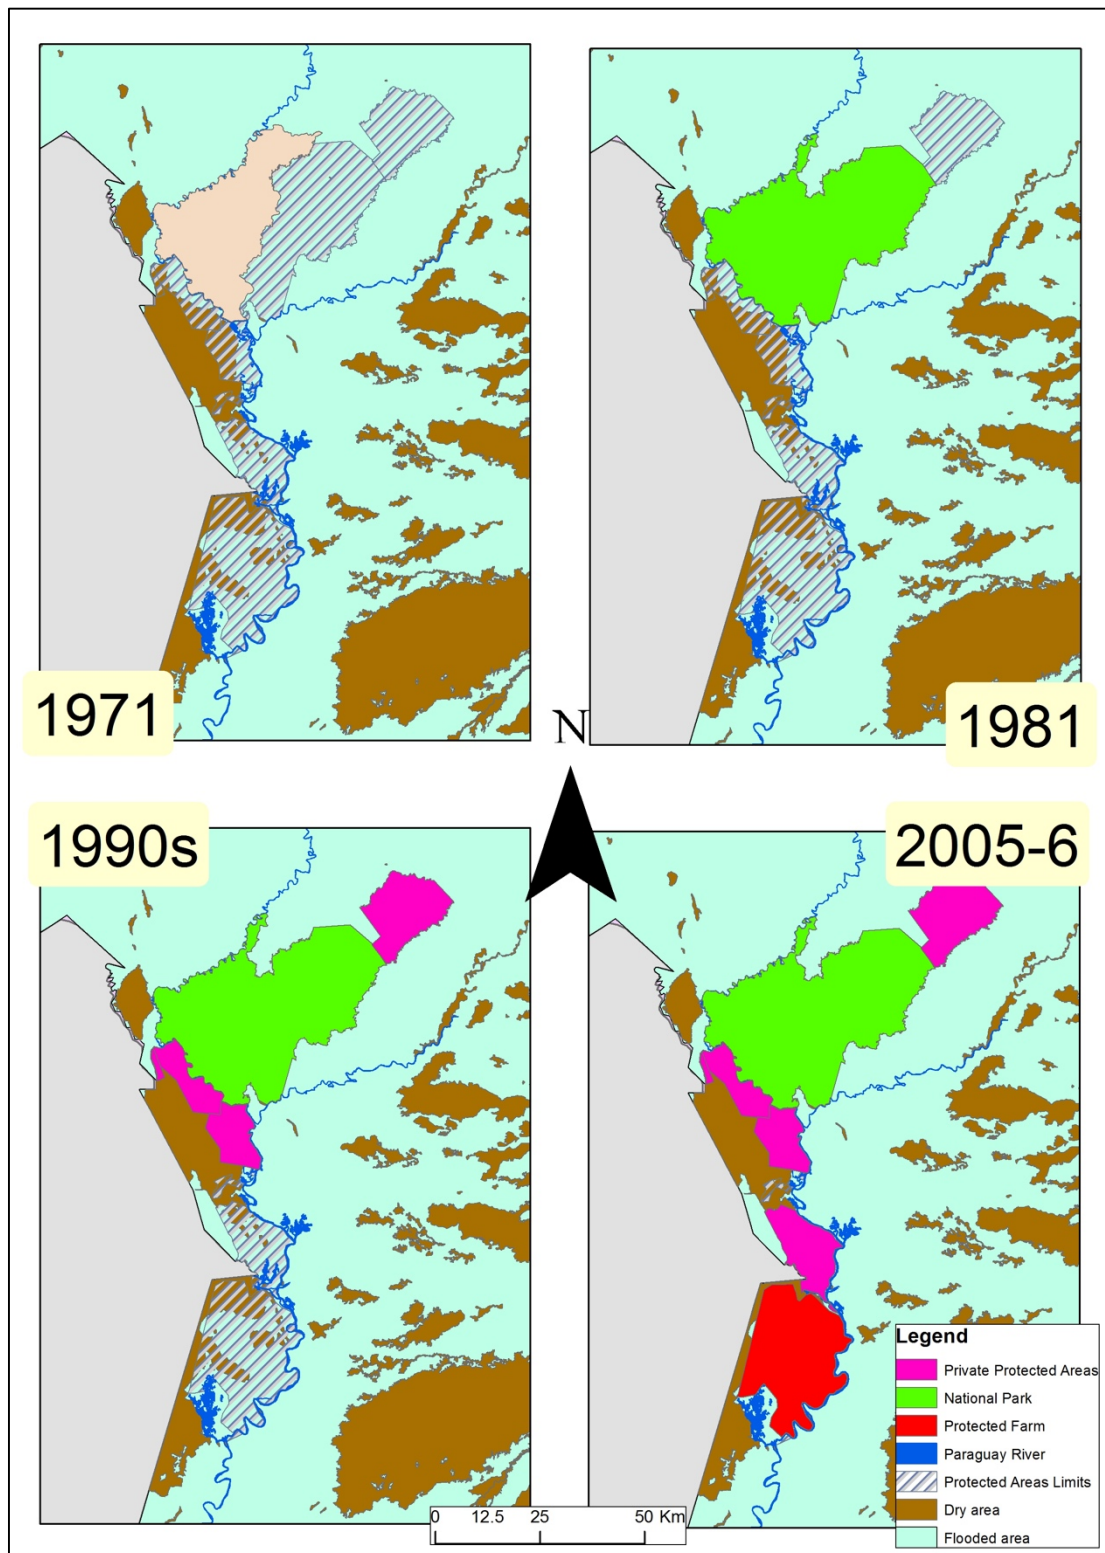 1971
N
1981
1990s
2005-6
Legend
Private Protected Areas
National Park
Protected Farm
Paraguay River
Protected Areas Limits
Dry area
Flooded area
0 12.5 25 50 Km